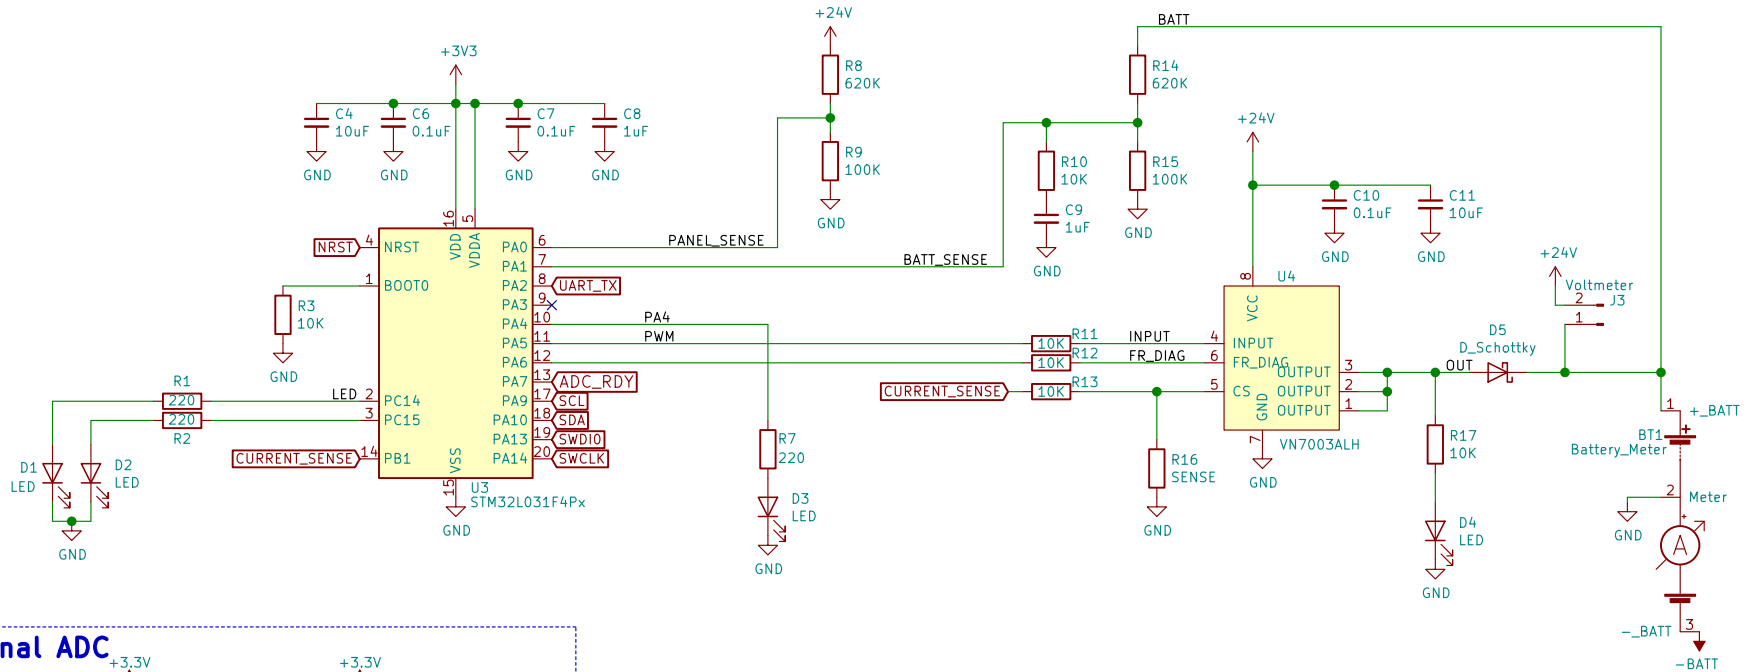 +24V
BATT
+3V3
R8
620K
R14
620K
C4
10uF
C6
0.1uF
C7
0.1uF
C8
1uF
+24V
R9
100K
R10
10K
R15
100K
GND
GND
GND
GND
GND
C9
1uF
C10
0.1uF
C11
10uF
16
5
GND
VDD
VDDA
NRST
4
NRST
PA0
6
PANEL_SENSE
GND
GND
GND
+24V
PA1
7
BATT_SENSE
1
BOOT0
PA2
8
UART_TX
8
U4
Voltmeter
2
J3
R3
10K
PA3
9
VCC
1
PA4
10
PA4
PA5
11
PWM
R11
10K
INPUT
4
INPUT
D5
D_Schottky
PA6
12
R12
10K
FR_DIAG
6
FR_DIAG
OUT
GND
OUTPUT
3
R1
220
LED
2
PC14
PA7
13
ADC_RDY
CURRENT_SENSE
R13
10K
5
CS
OUTPUT
2
PA9
17
SCL
GND
OUTPUT
1
1
+_BATT
220
R2
3
PC15
PA10
18
SDA
PA13
19
SWDIO
R7
220
7
VN7003ALH
R17
10K
BT1
Battery_Meter
D1
LED
D2
LED
CURRENT_SENSE
14
PB1
VSS
PA14
20
SWCLK
R16
SENSE
GND
15
U3
STM32L031F4Px
D3
LED
2
Meter
GND
GND
GND
D4
LED
GND
A
GND
GND
GND
-_BATT
3
-BATT
nal ADC
+3.3V
+3.3V